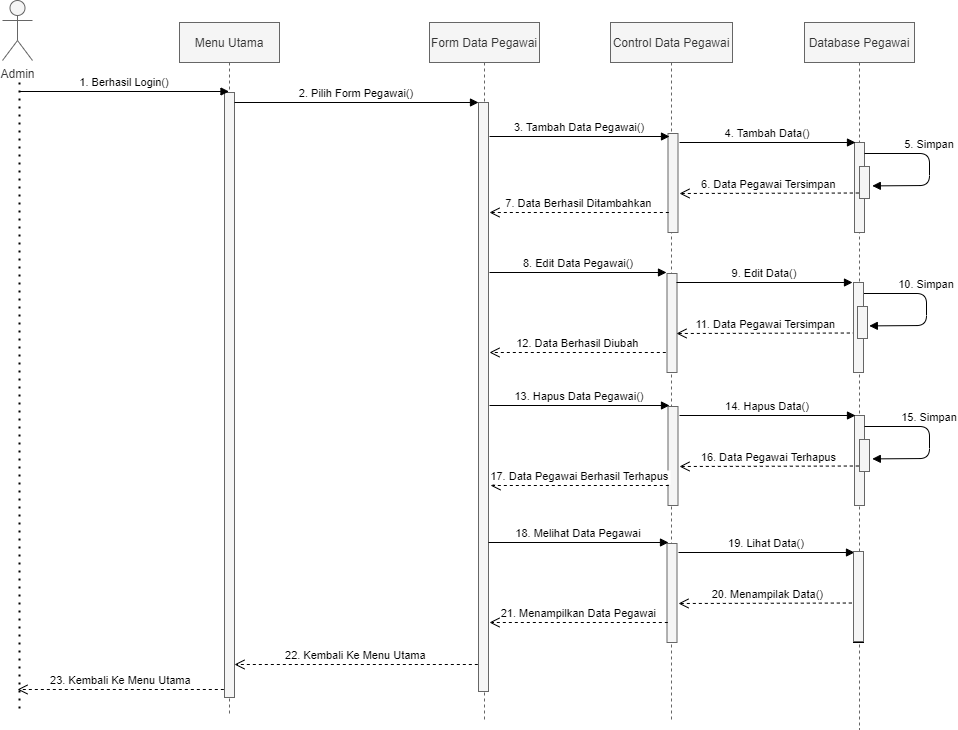 Menu Utama
Form Data Pegawai
Control Data Pegawai
Database Pegawai
Admin
1. Berhasil Login()
2. Pilih Form Pegawai()
3. Tambah Data Pegawai()
4. Tambah Data()
5. Simpan
6. Data Pegawai Tersimpan
7. Data Berhasil Ditambahkan
8. Edit Data Pegawai()
9. Edit Data()
10. Simpan
11. Data Pegawai Tersimpan
12. Data Berhasil Diubah
13. Hapus Data Pegawai()
14. Hapus Data()
15. Simpan
16. Data Pegawai Terhapus
17. Data Pegawai Berhasil Terhapus
18. Melihat Data Pegawai
19. Lihat Data()
20. Menampilak Data()
21. Menampilkan Data Pegawai
22. Kembali Ke Menu Utama
23. Kembali Ke Menu Utama